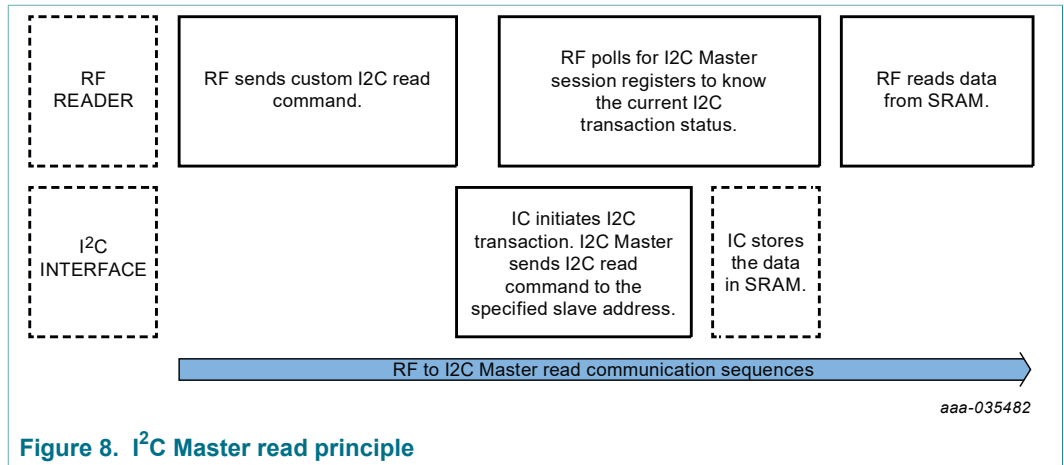 RF
READER
RF sends custom I2C read
command.
RF polls for I2C Master
session registers to know
the current I2C
transaction status.
RF reads data
from SRAM.
I²C
INTERFACE
IC initiates I2C
transaction. I2C Master
sends I2C read
command to the
specified slave address.
IC stores
the data
in SRAM.
RF to I2C Master read communication sequences
aaa-035482
Figure 8. I²C Master read principle